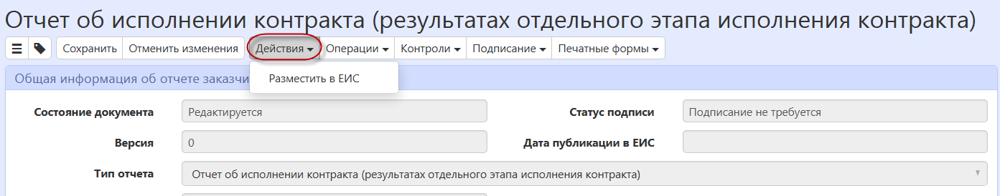 Отчет об исполнении контракта (результатах отдельного этапа исполнения контракта)
Сохранить Отменить изменения Действия Операции Контроли Подписание Печатные формы
Общая информация об отчете заказчи
Разместить в ЕИС
Состояние документа Редактируется Статус подписи Подписание не требуется
Версия 0 Дата публикации в ЕИС
Тип отчета Отчет об исполнении контракта (результатах отдельного этапа исполнения контракта)